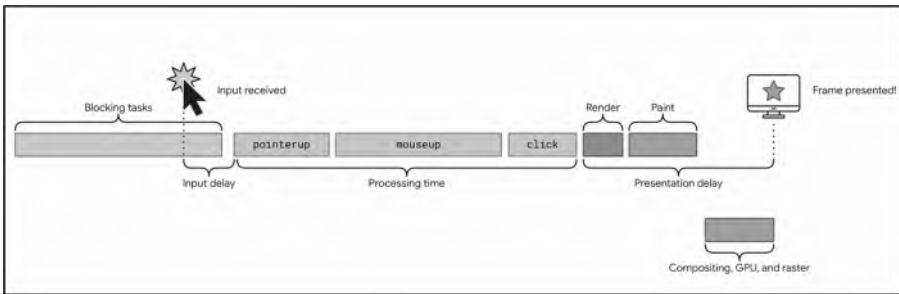 Input received
Frame presented!
Blocking tasks
Render
Paint
pointerup
mouseup
click
Input delay
Processing time
Presentation delay
Compositing, GPU, and raster